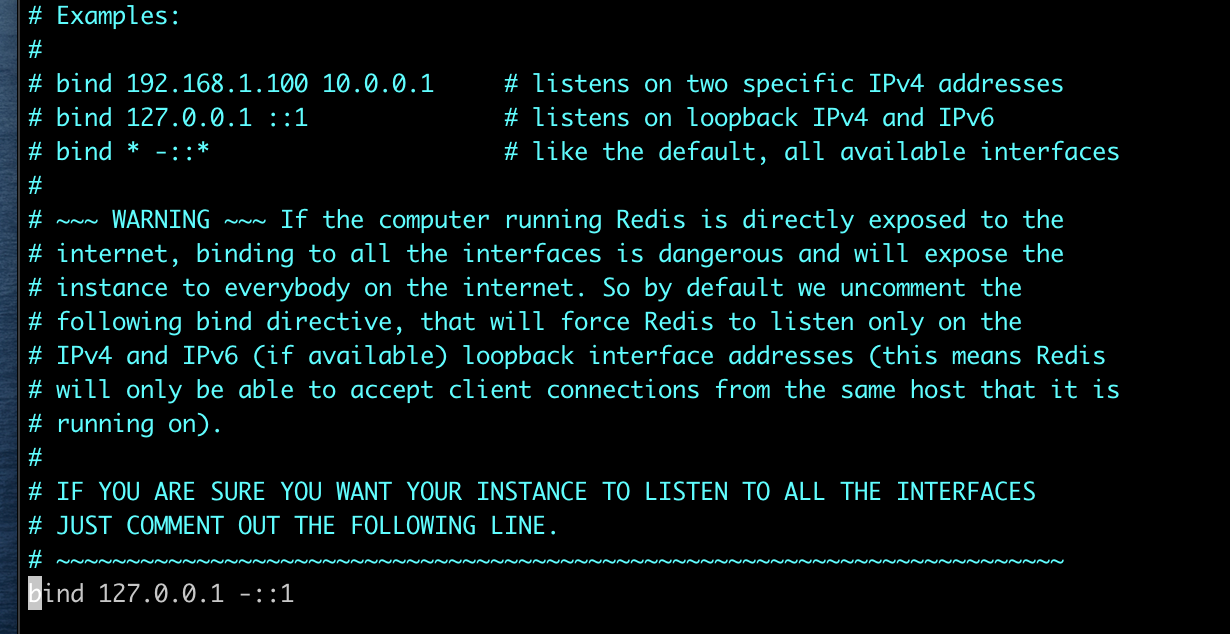 # Examples:
#
# bind 192.168.1.100 10.0.0.1     # listens on two specific IPv4 addresses
# bind 127.0.0.1 ::1              # listens on loopback IPv4 and IPv6
# bind * -::*                     # like the default, all available interfaces
#
# ~~~ WARNING ~~~ If the computer running Redis is directly exposed to the
# internet, binding to all the interfaces is dangerous and will expose the
# instance to everybody on the internet. So by default we uncomment the
# following bind directive, that will force Redis to listen only on the
# IPv4 and IPv6 (if available) loopback interface addresses (this means Redis
# will only be able to accept client connections from the same host that it is
# running on).
#
# IF YOU ARE SURE YOU WANT YOUR INSTANCE TO LISTEN TO ALL THE INTERFACES
# JUST COMMENT OUT THE FOLLOWING LINE.
# ~~~~~~~~~~~~~~~~~~~~~~~~~~~~~~~~~~~~~~~~~~~~~~~~~~~~~~~~~~~~~~~~~~~~~~~~
bind 127.0.0.1 -::1